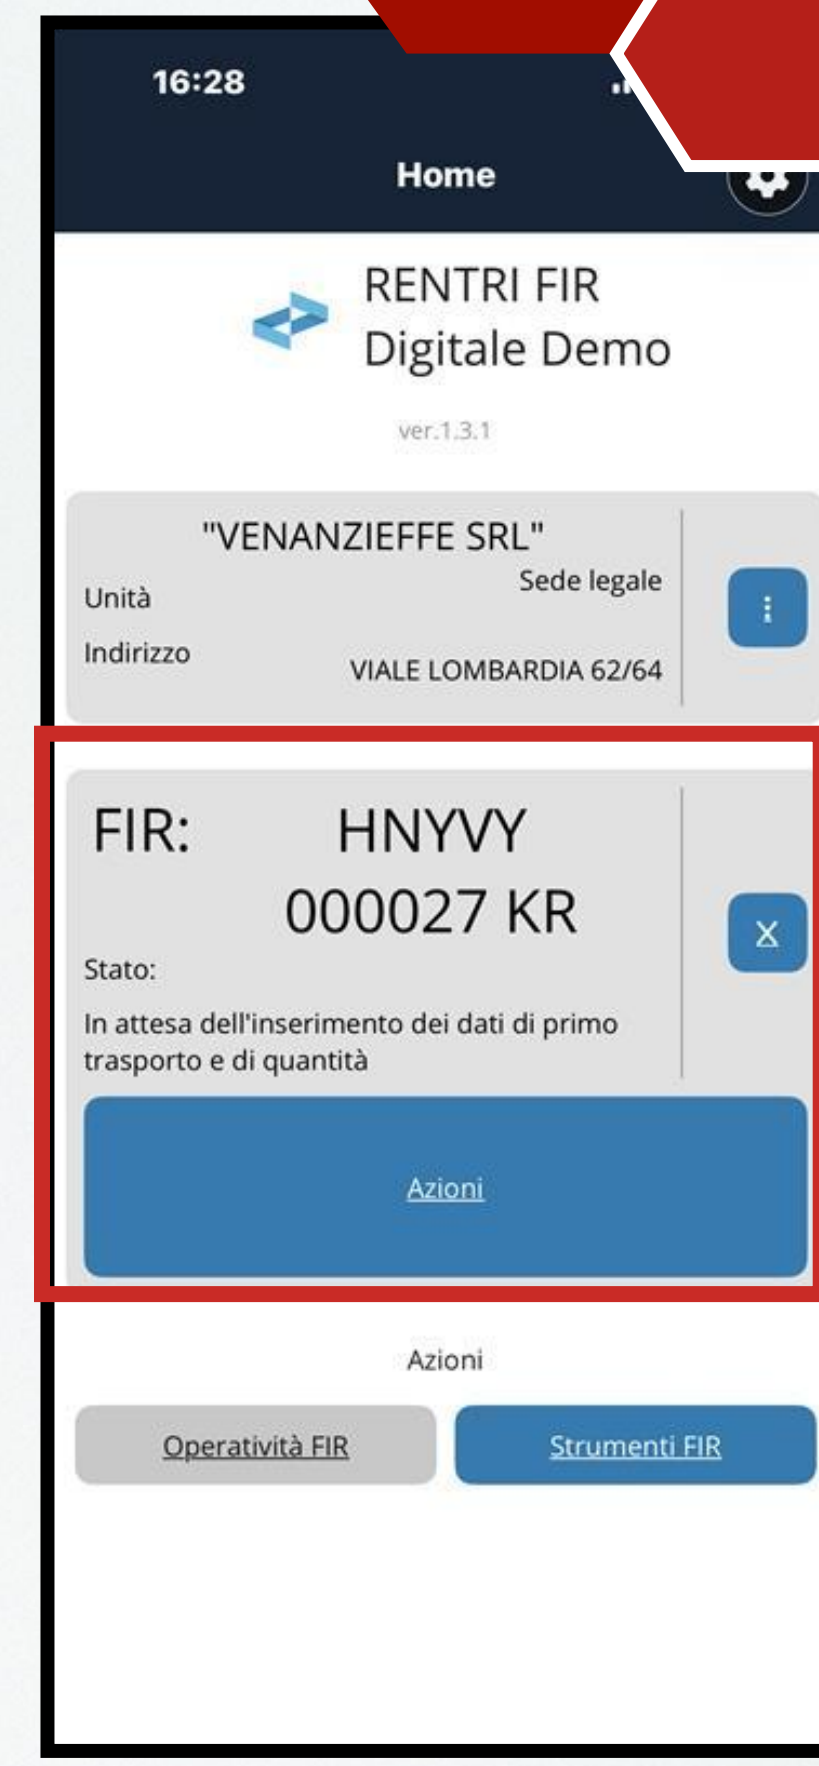 16:28
Home
RENTRI FIR
Digitale Demo
ver.1.3.1
"VENANZIEFFE SRL"
Unità
Sede legale
Indirizzo
VIALE LOMBARDIA 62/64
FIR:
HNYVY
000027 KR
Stato:
In attesa dell'inserimento dei dati di primo
trasporto e di quantità
Azioni
Azioni
Operatività FIR
Strumenti FIR